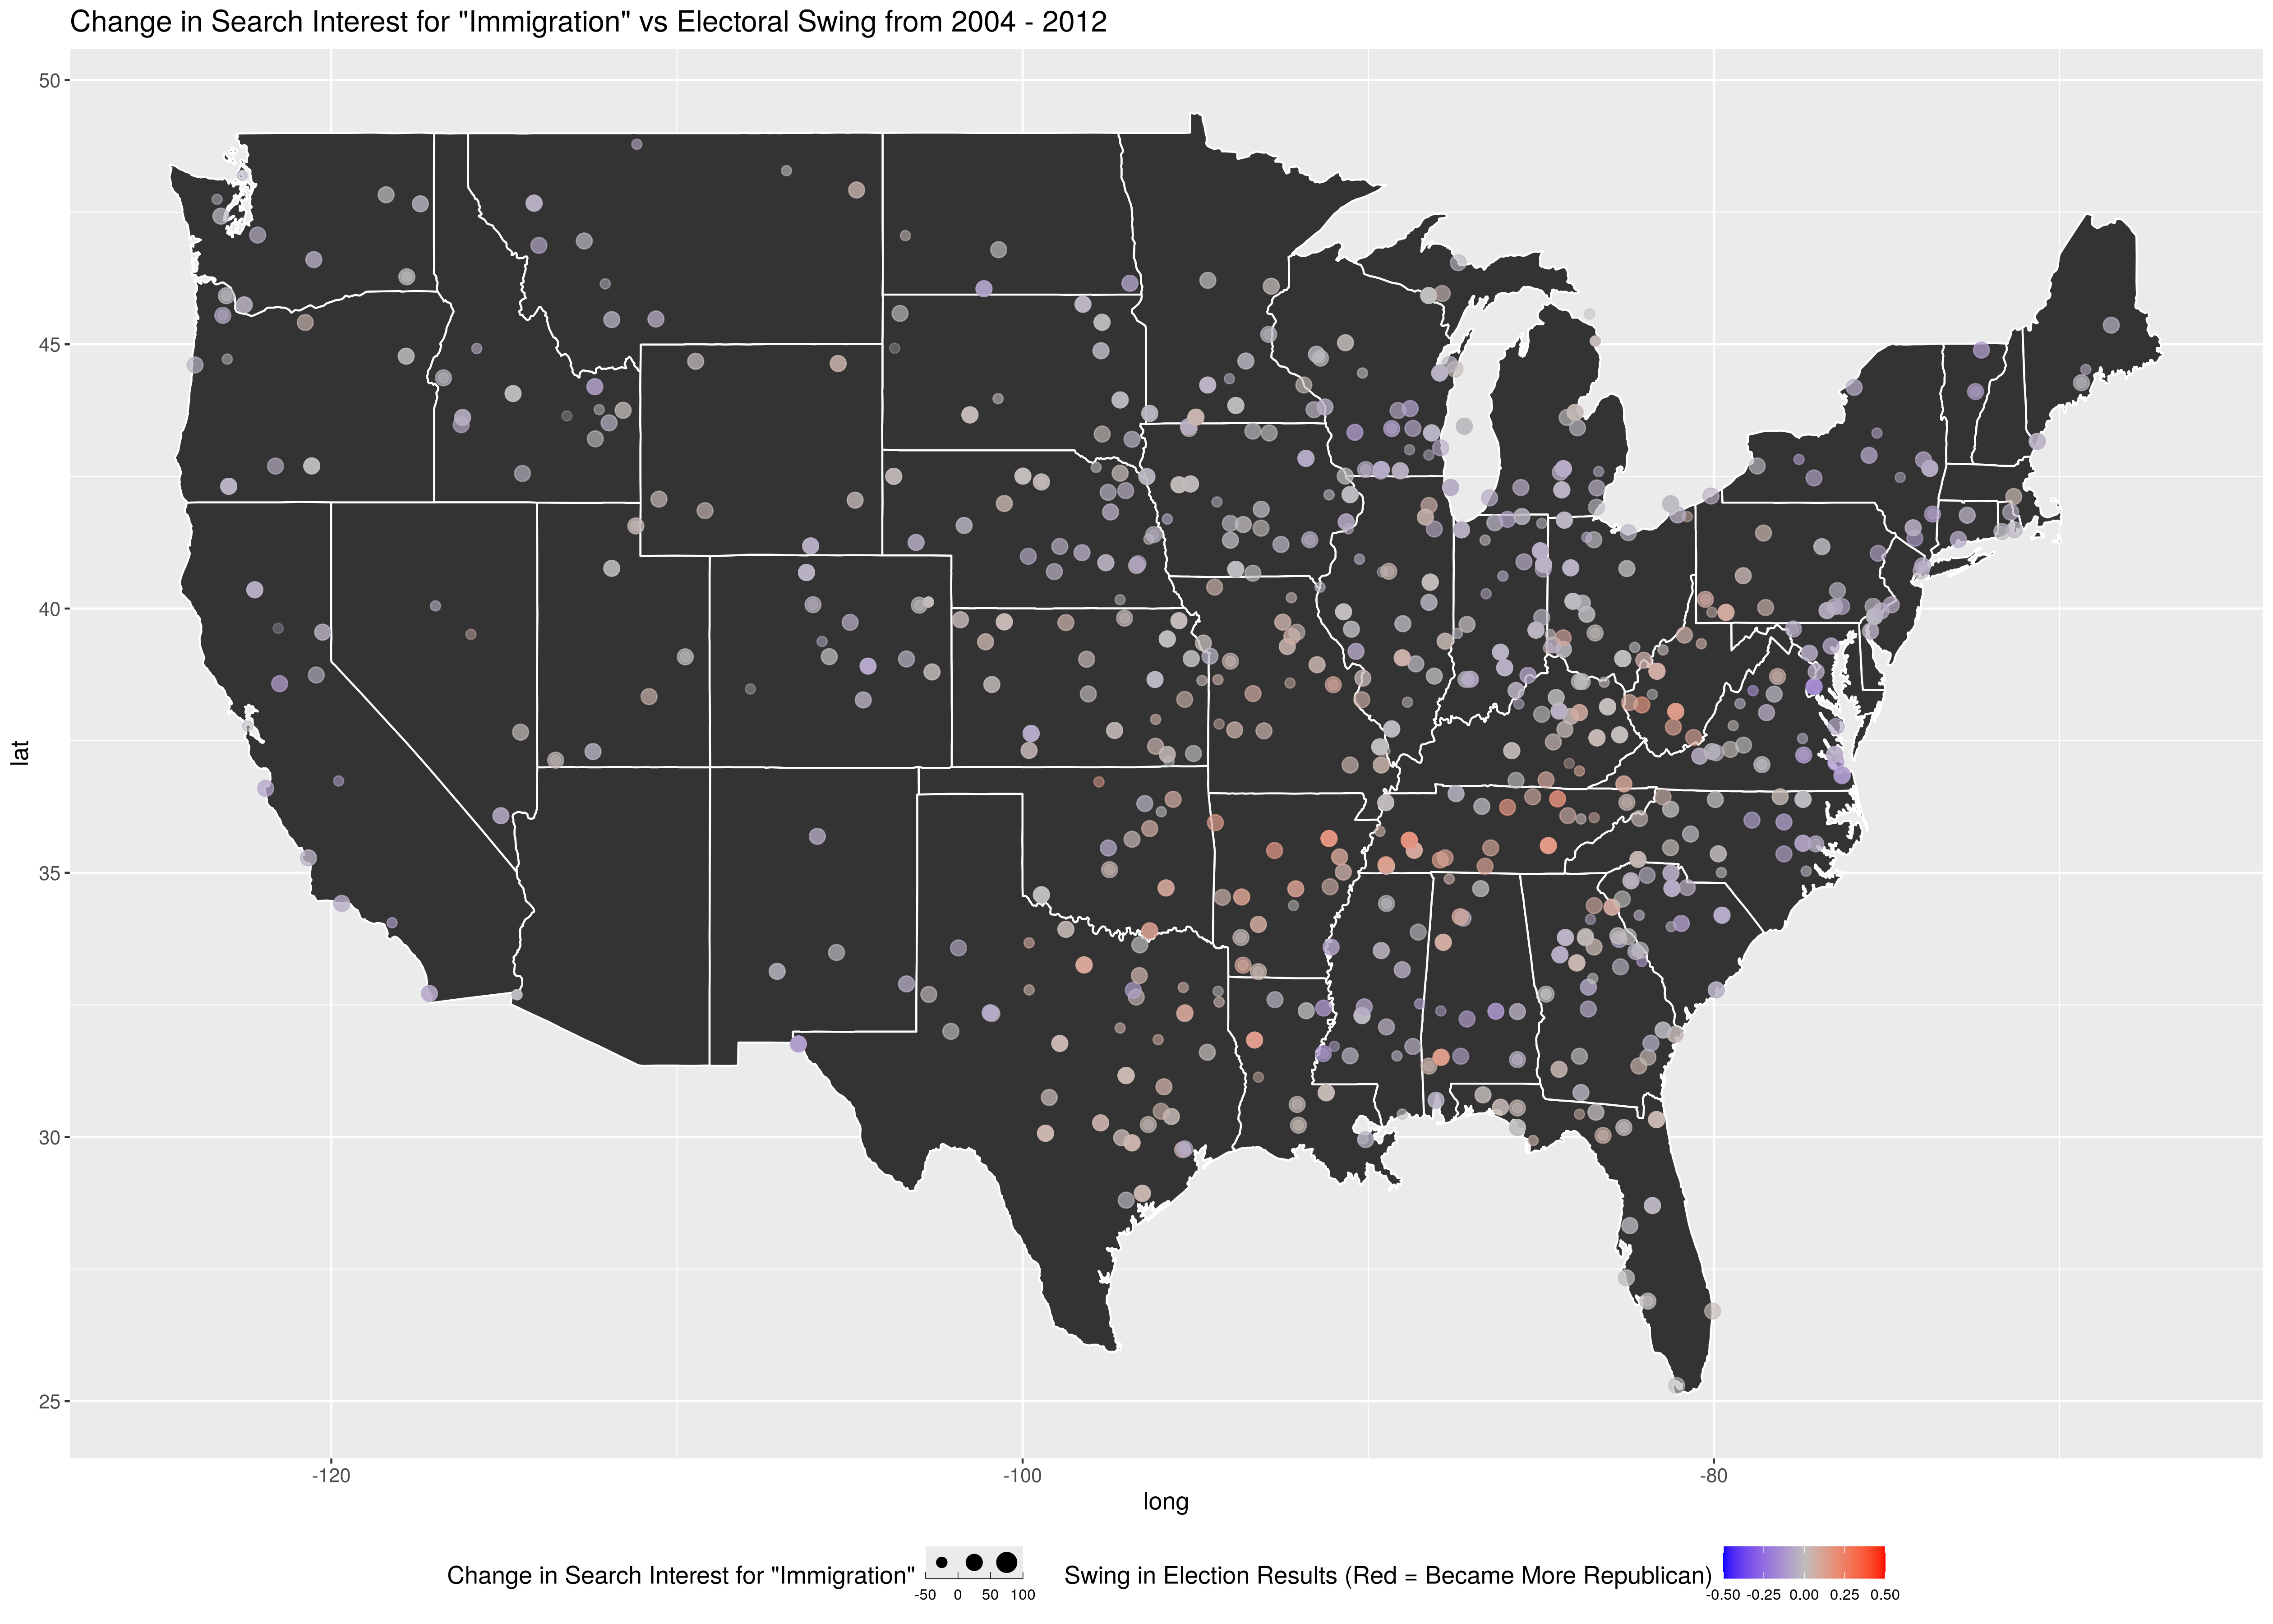 Change in Search Interest for "Immigration" vs Electoral Swing from 2004 - 2012
50
45
40
35
30
25
lat
-120
-100
-80
long
Change in Search Interest for "Immigration"
-50 0 50 100
Swing in Election Results (Red = Became More Republican)
-0.50 -0.25 0.00 0.25 0.50